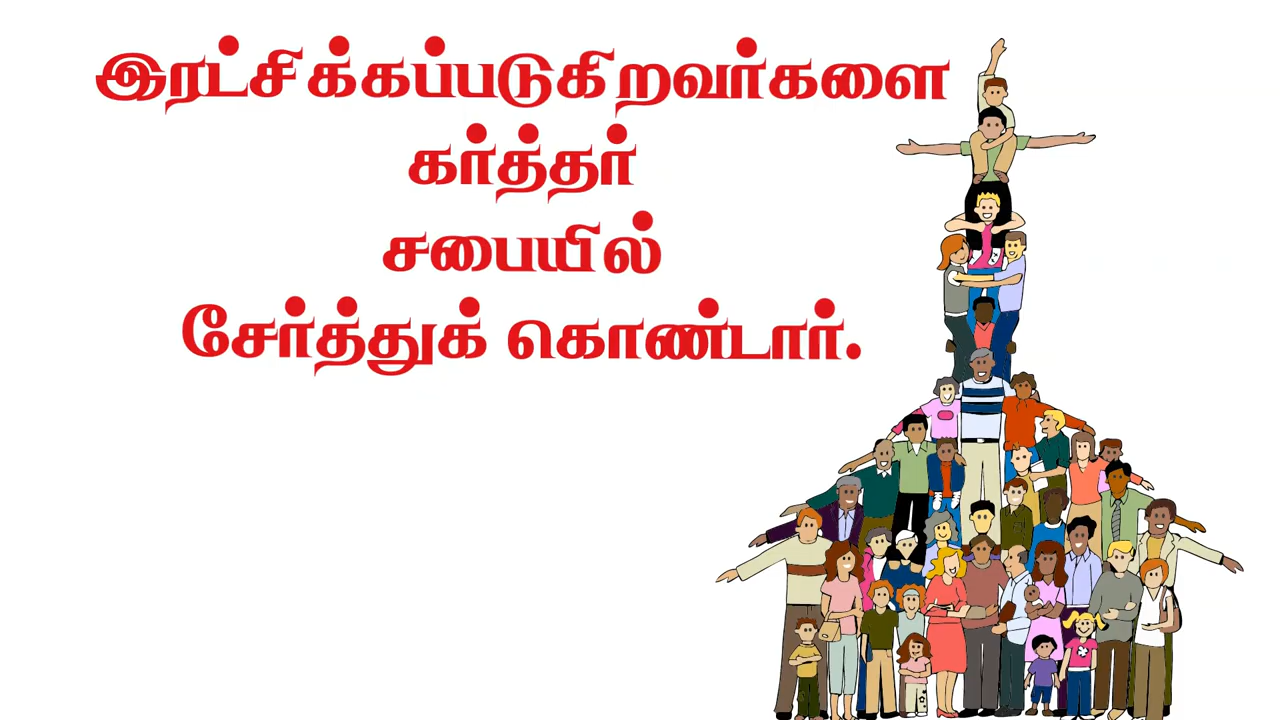 இரட்சிக்கப்படுகிறவர்களை
கர்த்தர்
சபையில்
சேர்த்துக் கொண்டார்.